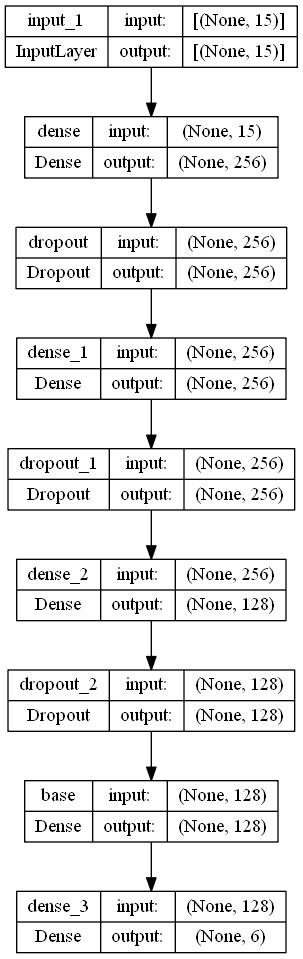 input_1 input: [(None, 15)]
InputLayer output: [(None, 15)]
dense input: (None, 15)
Dense output: (None, 256)
dropout input: (None, 256)
Dropout output: (None, 256)
dense_1 input: (None, 256)
Dense output: (None, 256)
dropout_1 input: (None, 256)
Dropout output: (None, 256)
dense_2 input: (None, 256)
Dense output: (None, 128)
dropout_2 input: (None, 128)
Dropout output: (None, 128)
base input: (None, 128)
Dense output: (None, 128)
dense_3 input: (None, 128)
Dense output: (None, 6)